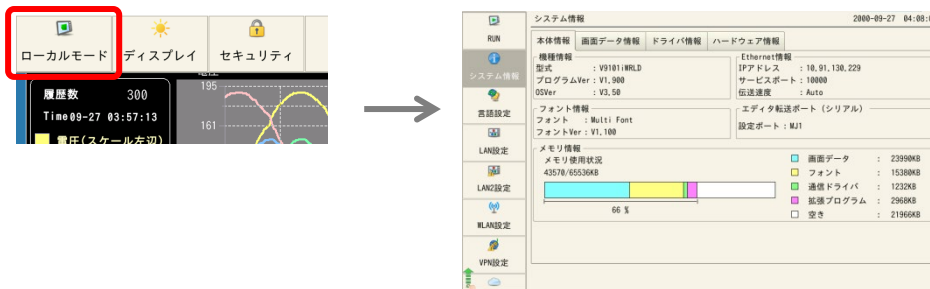 ローカルモード
ディスプレイ
セキュリティ
履歴数 300
Time09-27 03:57:13
195
161
システム情報 2000-09-27 04:08:
RUN
システム情報
言語設定
LAN設定
LAN2設定
WLAN設定
VPN設定
本体情報 画面データ情報 ドライバ情報 ハードウェア情報
機種情報
型式 : V9101iWRLD
プログラムVer : V1,900
OSVer : V3,50
Ethernet情報
IPアドレス : 10,91,130,229
サービスポート : 10000
伝送速度 : Auto
フォント情報
フォント : Multi Font
フォントVer : V1,100
エディタ転送ポート (シリアル)
設定ポート : MJ1
メモリ情報
メモリ使用状況
43570/65536KB
66 %
画面データ : 23990KB
フォント : 15380KB
通信ドライバ : 1232KB
拡張プログラム : 2968KB
空き : 21966KB